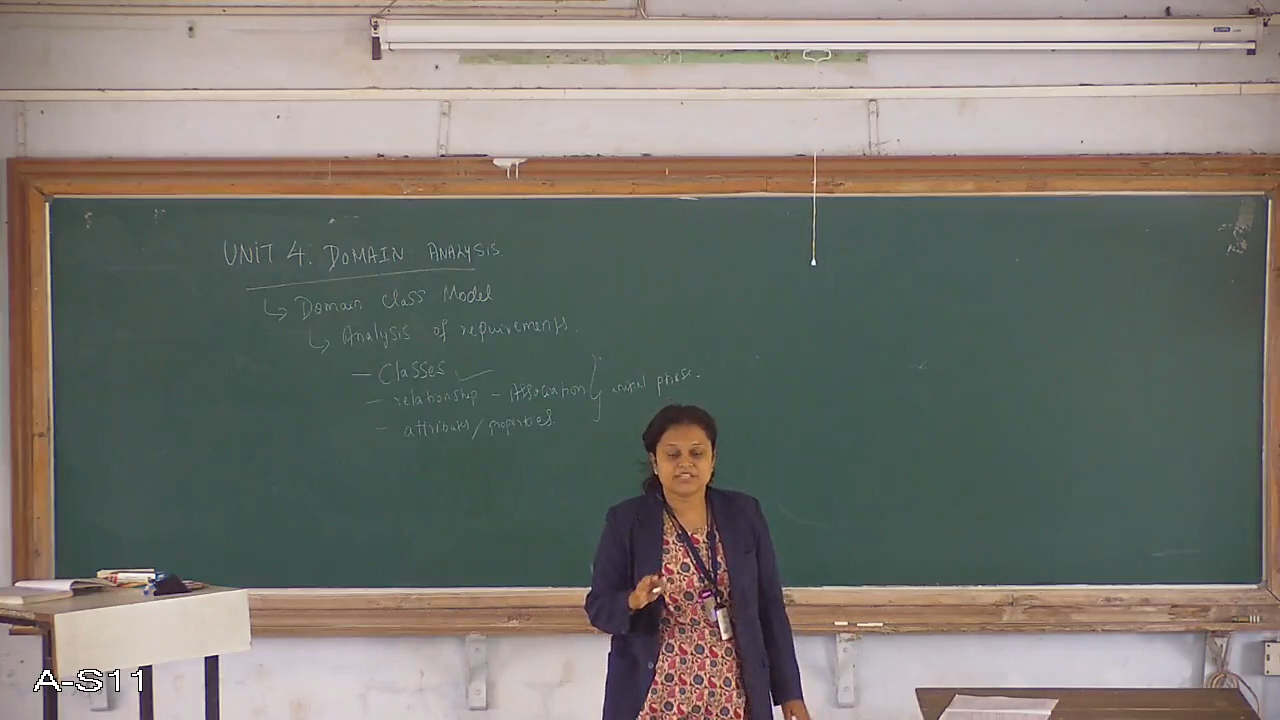 UNIT 4: DOMAIN ANALYSIS
↳ Domain class Model
↳ Analysis of requirements.
- Classes ✓
- relationship - Association } initial phase.
- attributes/properties.
A-S11